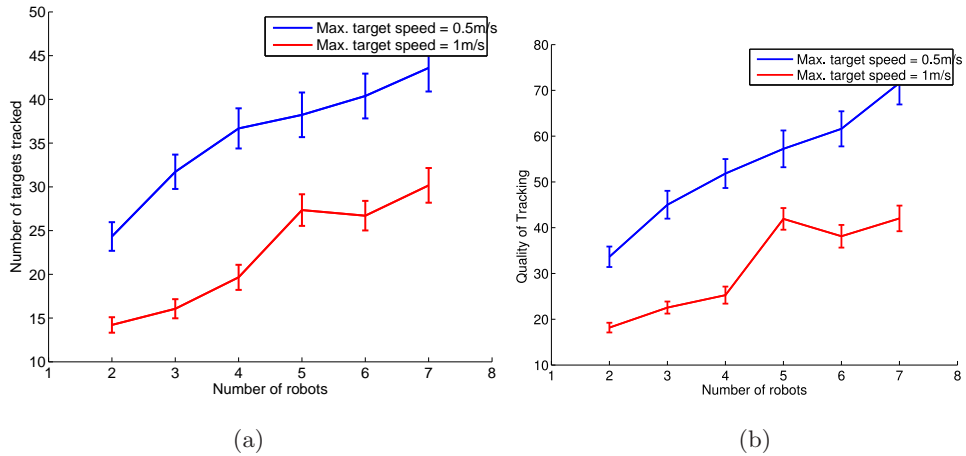 50
45
40
35
30
25
20
15
10
Number of targets tracked
Max. target speed = 0.5m/s
Max. target speed = 1m/s
1 2 3 4 5 6 7 8
Number of robots
(a)
80
70
60
50
40
30
20
10
Quality of Tracking
Max. target speed = 0.5m/s
Max. target speed = 1m/s
1 2 3 4 5 6 7 8
Number of robots
(b)